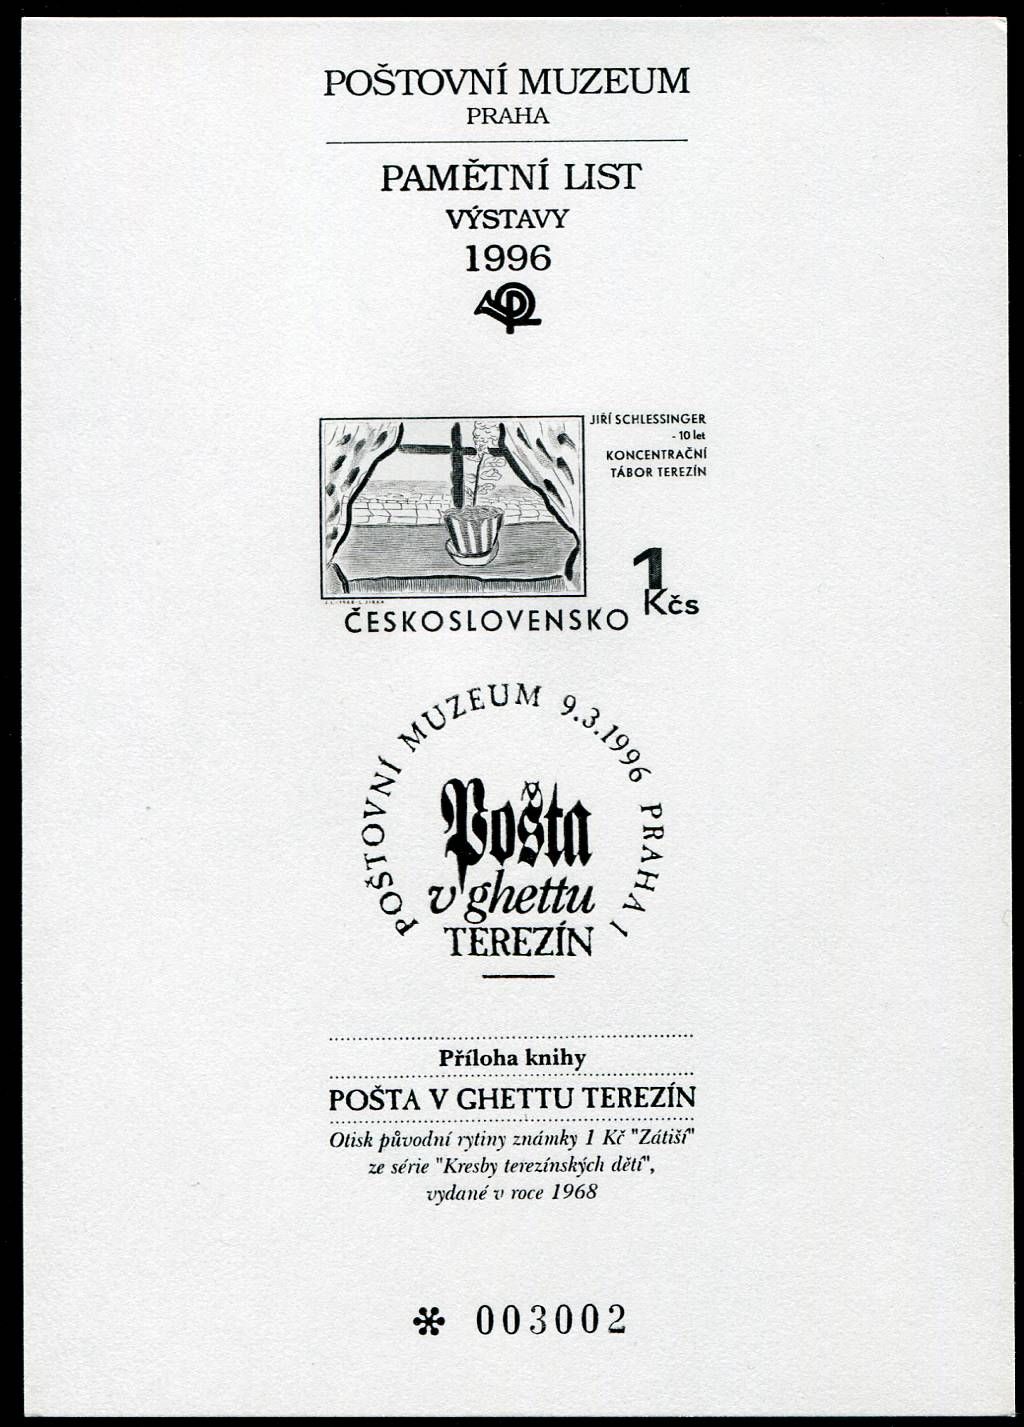 POŠTOVNÍ MUZEUM
PRAHA
PAMĚTNÍ LIST
VÝSTAVY
1996
JIŘÍ SCHLESSINGER
- 10 let
KONCENTRAČNÍ
TÁBOR TEREZÍN
1
Kčs
ČESKOSLOVENSKO
POŠTOVNÍ MUZEUM 9.3.1996 PRAHA 1
Pošta
v ghettu
TEREZÍN
Příloha knihy
POŠTA V GHETTU TEREZÍN
Otisk původní rytiny známky 1 Kč "Zátiší"
ze série "Kresby terezínských dětí",
vydané v roce 1968
* 003002